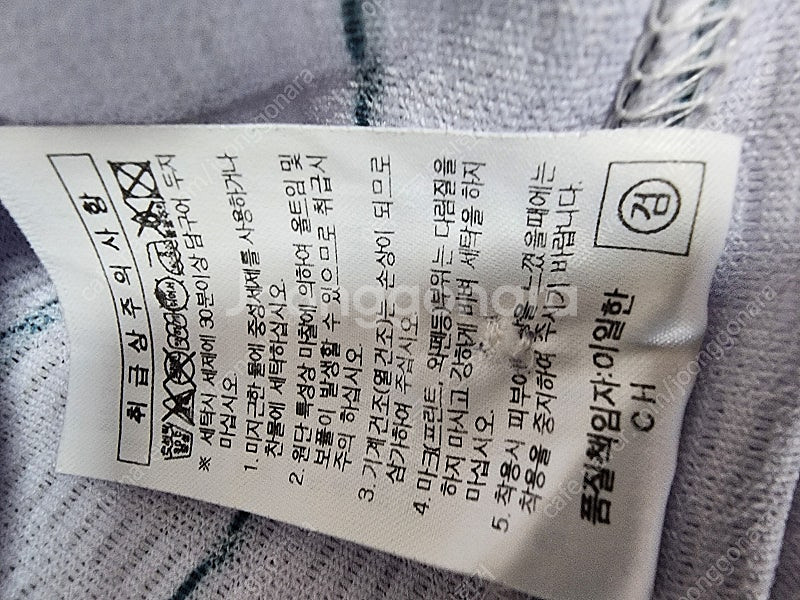 취급상주의사항
※ 세탁시 세제에 30분이상 담구어 두지
마십시오.
1. 미지근한 물에 중성세제를 사용하거나
찬물에 세탁하십시오.
2. 원단 특성상 마찰에 의하여 올트임 및
보풀이 발생할 수 있으므로 취급시
주의 하십시오.
3. 기계건조(열건조)는 손상이 되므로
삼가하여 주십시오.
4. 마크(프린트, 와펜등)부위는 다림질을
하지 마시고 강하게 비벼 세탁을 하지
마십시오.
5. 착용시 피부에 느꼈을때에는
착용을 중지하여 주시기 바랍니다.
검
품질책임자:이일한
CH
Joonggonara